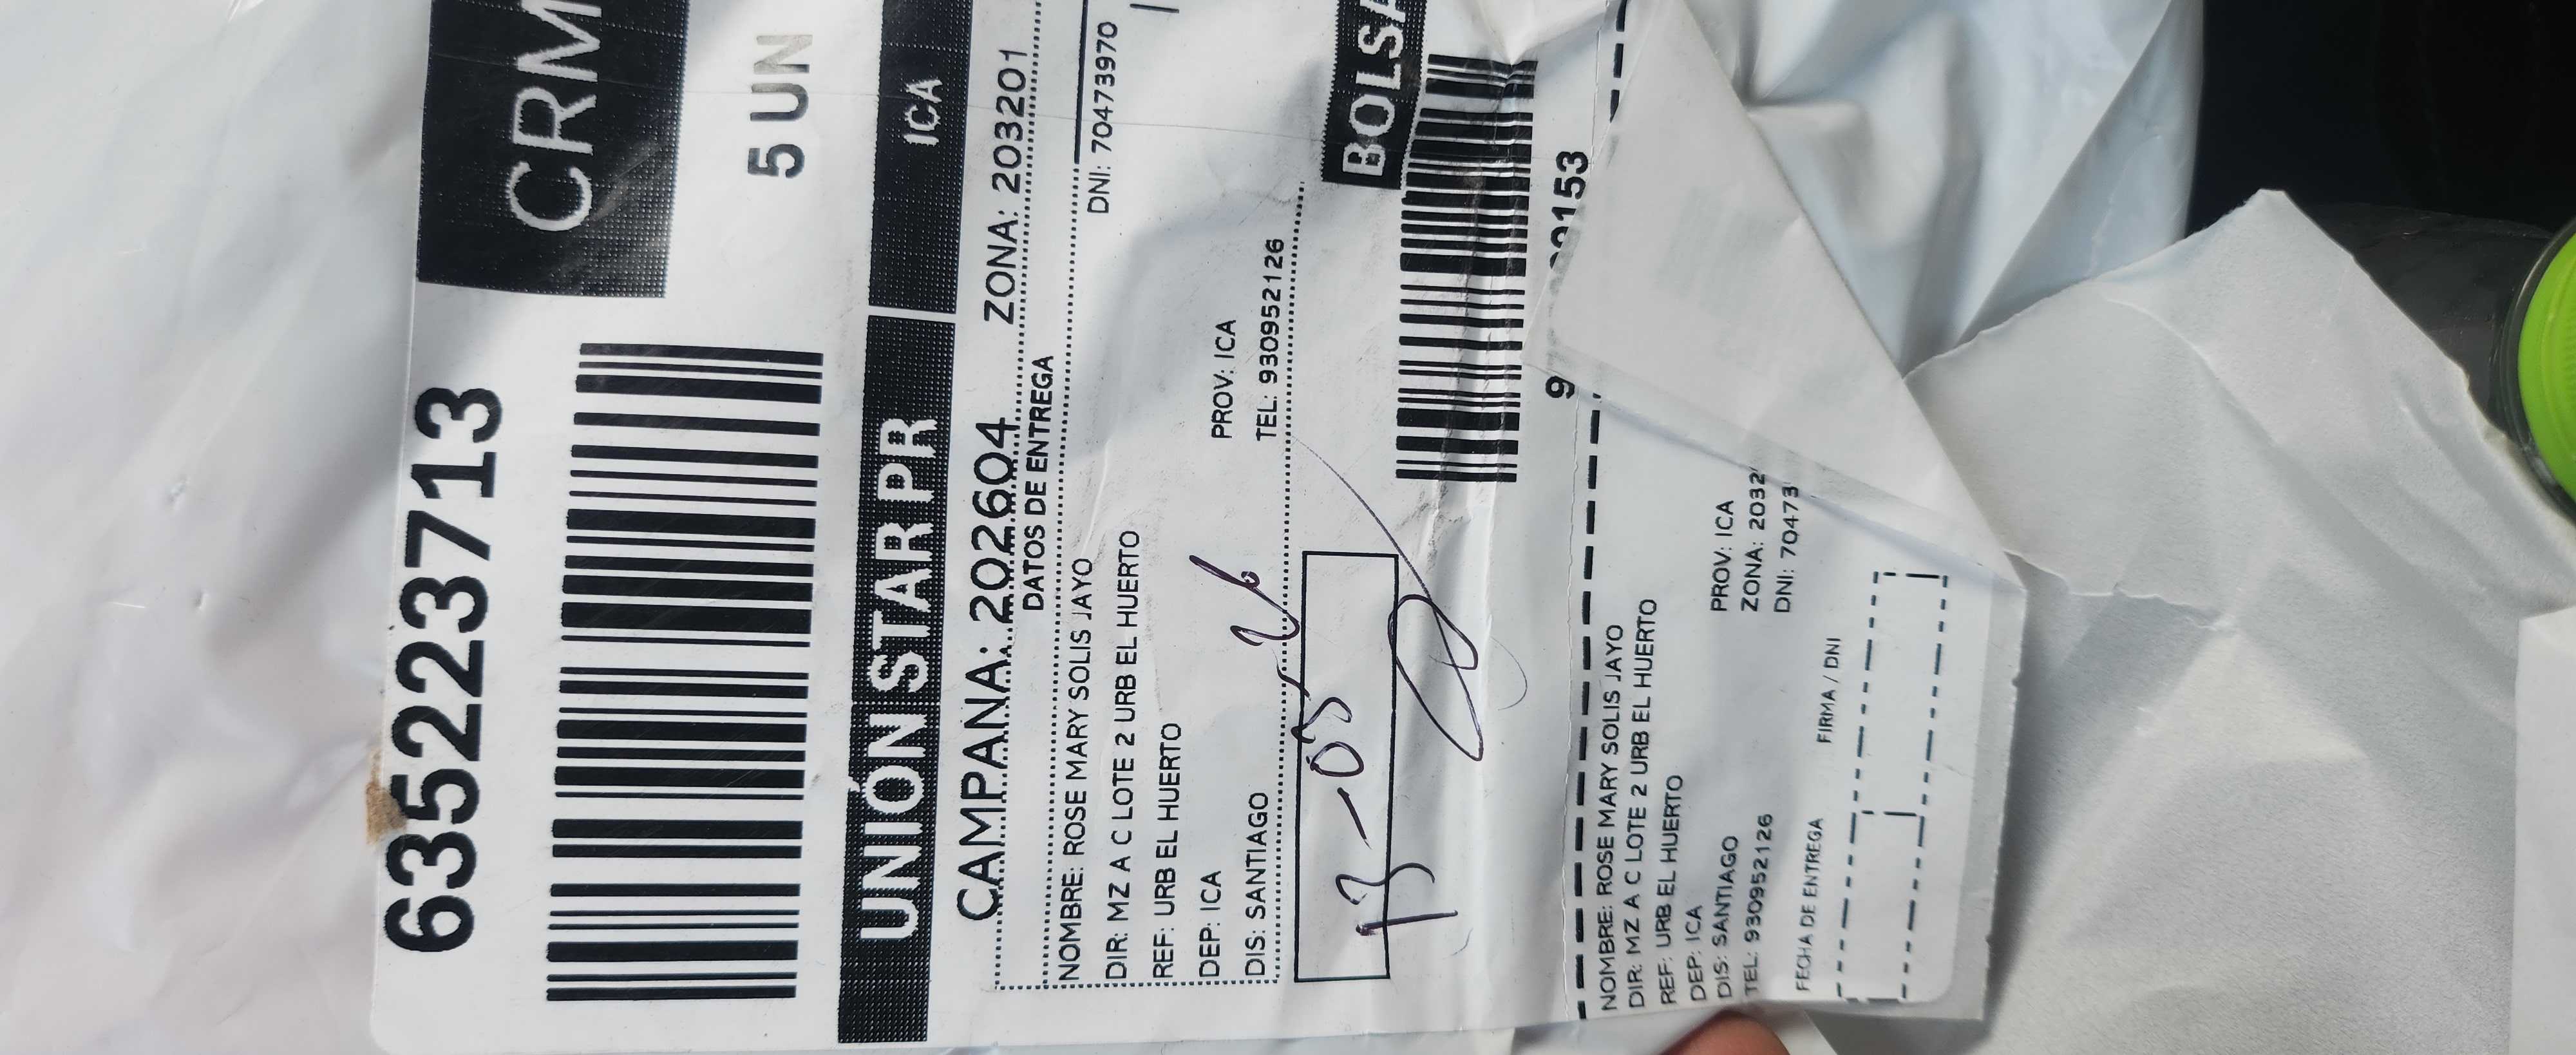 6352223713
CRM
5 UN
UNIÓN STAR PR ICA
CAMPANA: 202604 ZONA: 203201
DATOS DE ENTREGA
NOMBRE: ROSE MARY SOLIS JAYO
DNI: 70473970
DIR: MZ A C LOTE 2 URB EL HUERTO
REF: URB EL HUERTO
DEP: ICA PROV: ICA
DIS: SANTIAGO TEL: 930952126
13-05-26
BOLSA
9 153
NOMBRE: ROSE MARY SOLIS JAYO
DIR: MZ A C LOTE 2 URB EL HUERTO
REF: URB EL HUERTO
DEP: ICA PROV: ICA
DIS: SANTIAGO ZONA: 2032
TEL: 930952126 DNI: 70473
FECHA DE ENTREGA FIRMA / DNI